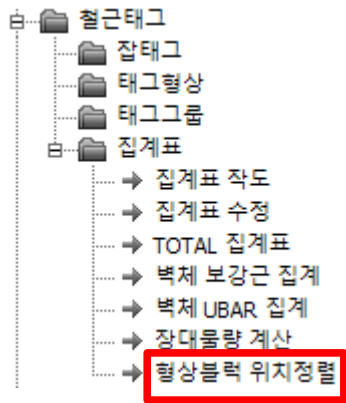 철근태그
잡태그
태그형상
태그그룹
집계표
집계표 작도
집계표 수정
TOTAL 집계표
벽체 보강근 집계
벽체 UBAR 집계
장대물량 계산
형상블럭 위치정렬